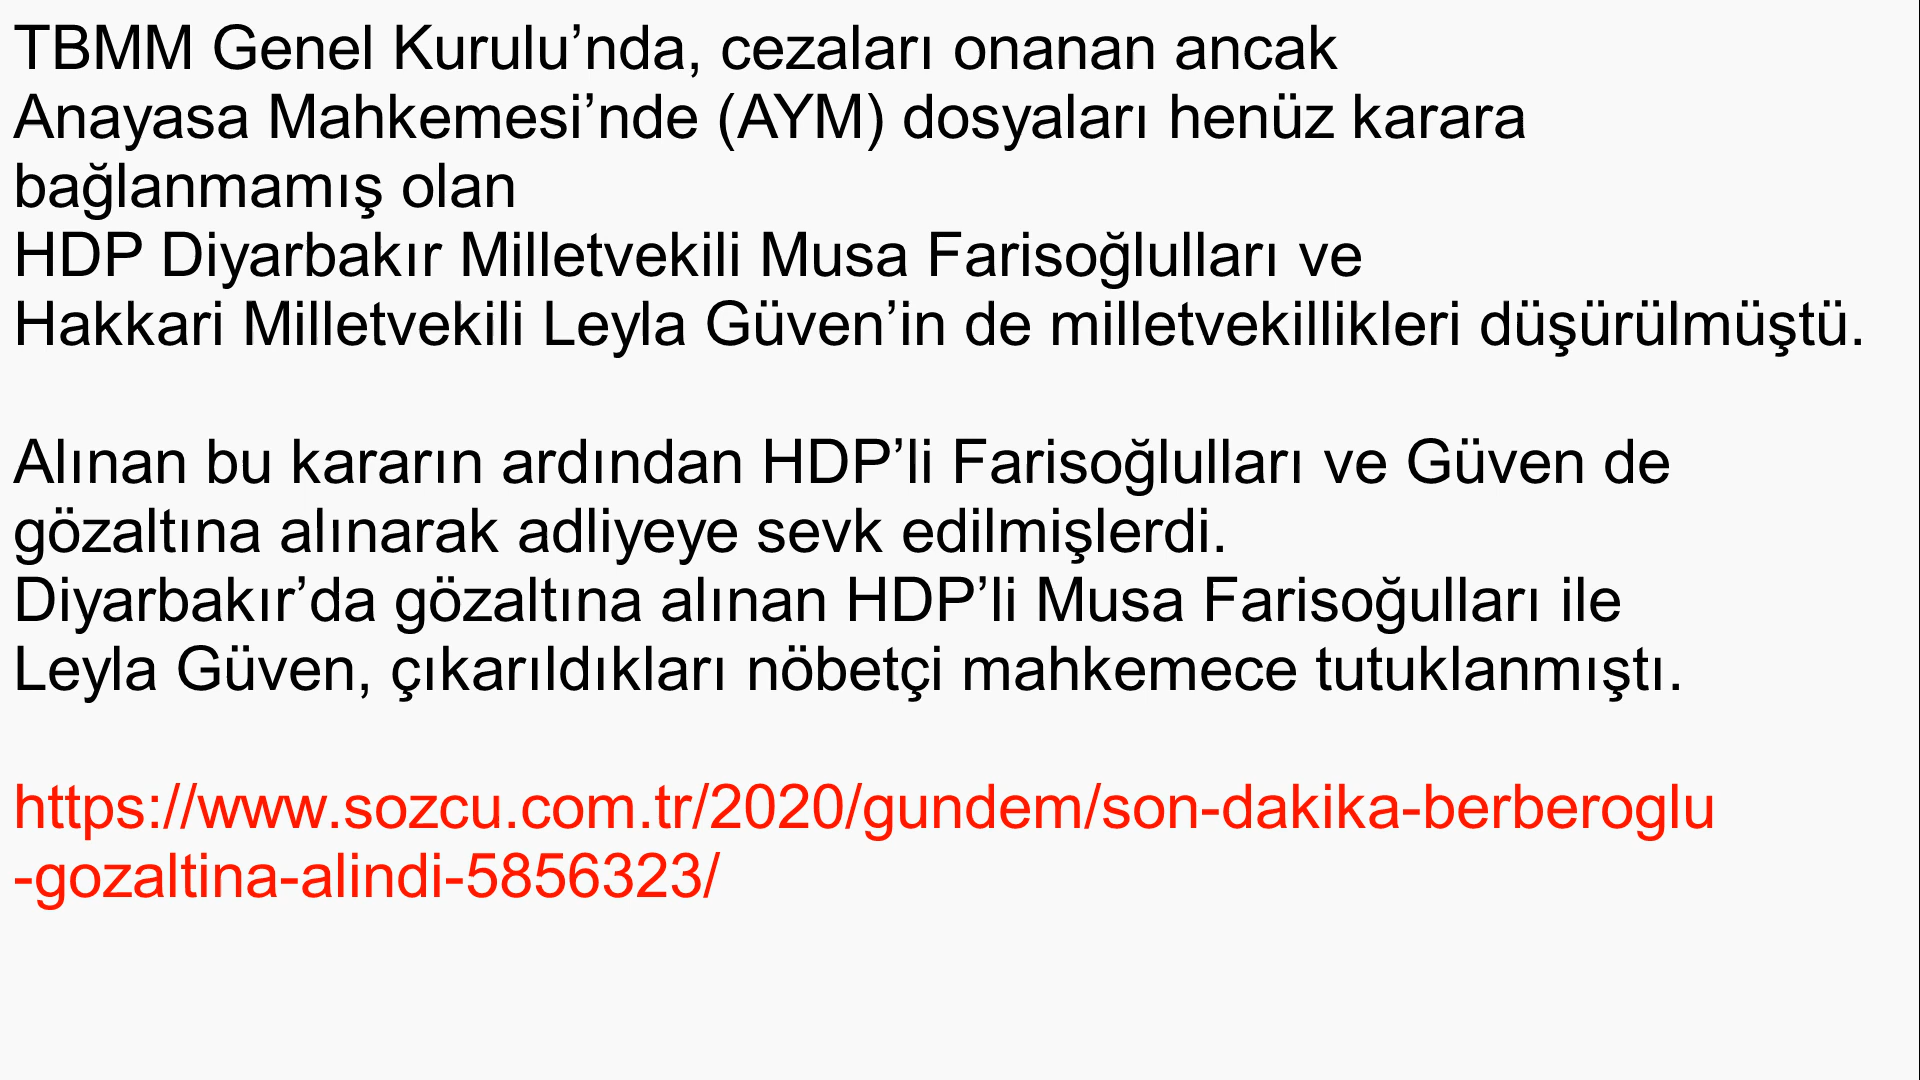 TBMM Genel Kurulu’nda, cezaları onanan ancak
Anayasa Mahkemesi’nde (AYM) dosyaları henüz karara
bağlanmamış olan
HDP Diyarbakır Milletvekili Musa Farisoğlulları ve
Hakkari Milletvekili Leyla Güven’in de milletvekillikleri düşürülmüştü.
Alınan bu kararın ardından HDP’li Farisoğlulları ve Güven de
gözaltına alınarak adliyeye sevk edilmişlerdi.
Diyarbakır’da gözaltına alınan HDP’li Musa Farisoğulları ile
Leyla Güven, çıkarıldıkları nöbetçi mahkemece tutuklanmıştı.
https://www.sozcu.com.tr/2020/gundem/son-dakika-berberoglu
-gozaltina-alindi-5856323/